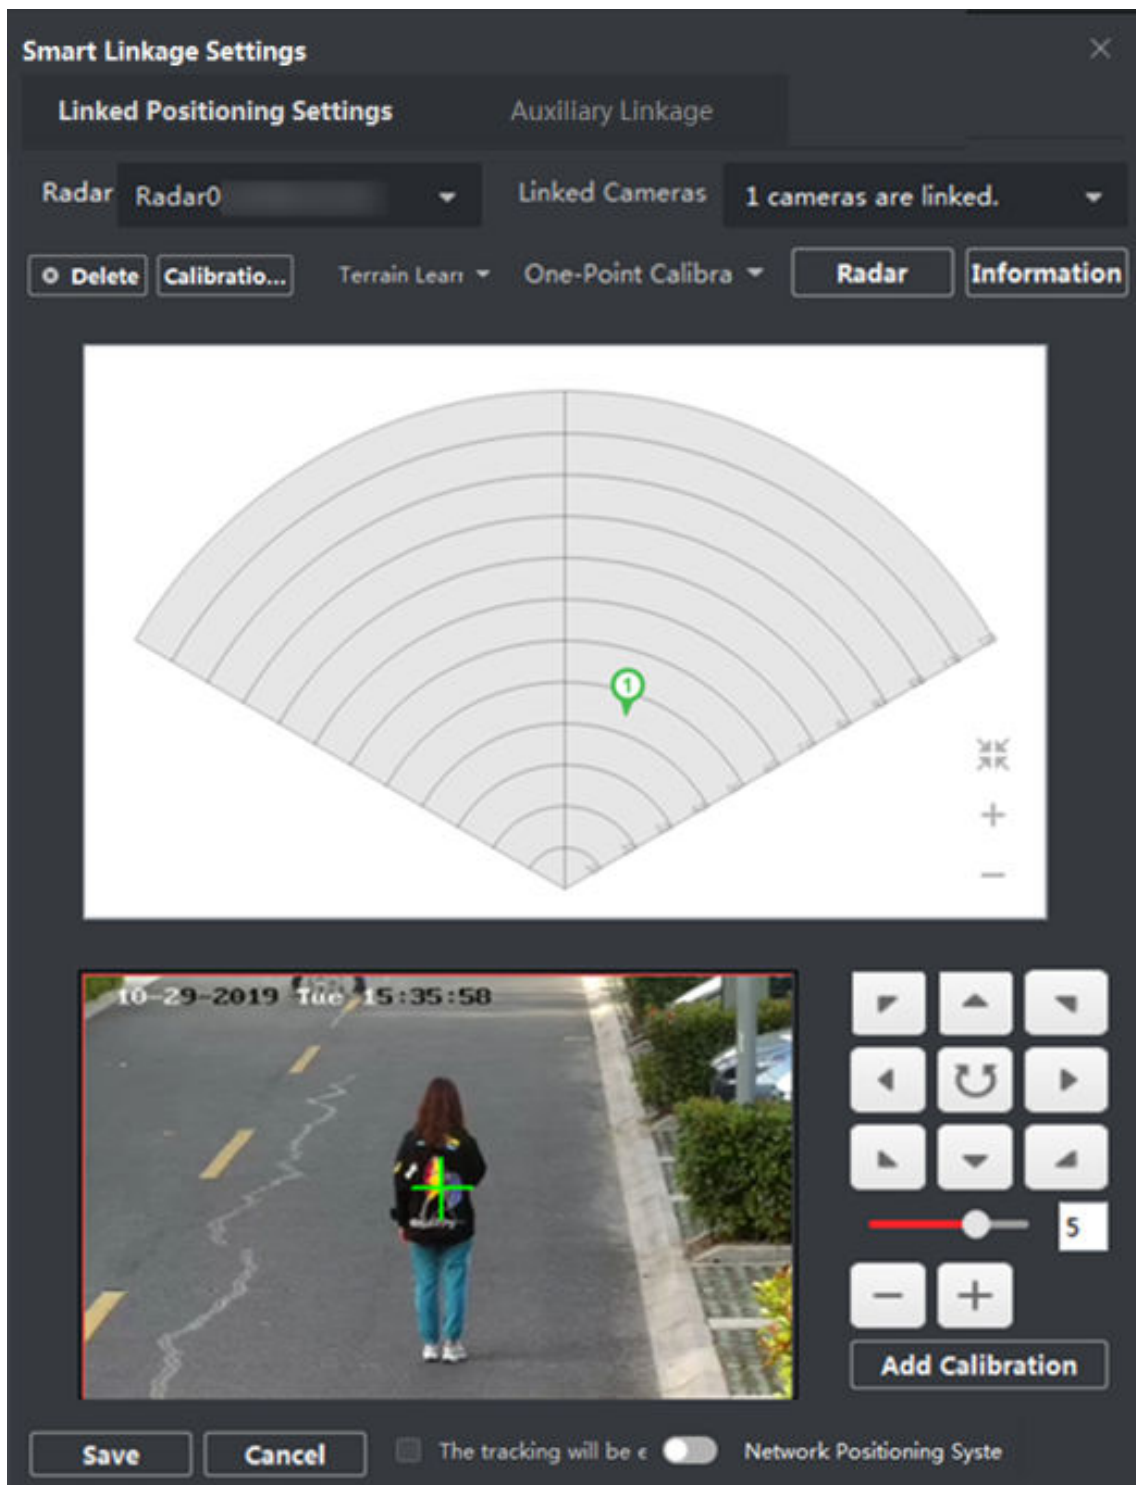 Smart Linkage Settings
Linked Positioning Settings Auxiliary Linkage
Radar Radar0 Linked Cameras 1 cameras are linked.
Delete Calibratio... Terrain Lear One-Point Calibra Radar Information
1
10-29-2019 Tue 15:35:58
5
Add Calibration
Save Cancel The tracking will be e Network Positioning Syste